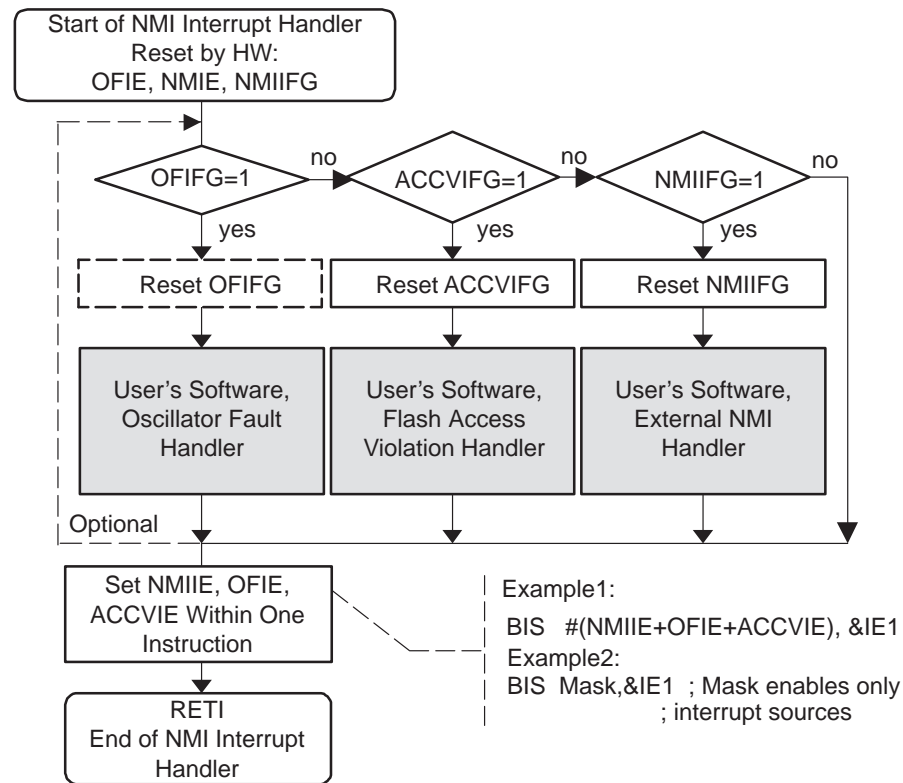 Start of NMI Interrupt Handler
Reset by HW:
OFIE, NMIE, NMIIFG
OFIFG=1
no
ACCVIFG=1
no
NMIIFG=1
no
yes
yes
yes
Reset OFIFG
Reset ACCVIFG
Reset NMIIFG
User's Software,
Oscillator Fault
Handler
User's Software,
Flash Access
Violation Handler
User's Software,
External NMI
Handler
Optional
Set NMIIE, OFIE,
ACCVIE Within One
Instruction
Example1:
BIS #(NMIIE+OFIE+ACCVIE), &IE1
Example2:
BIS Mask,&IE1 ; Mask enables only
; interrupt sources
RETI
End of NMI Interrupt
Handler